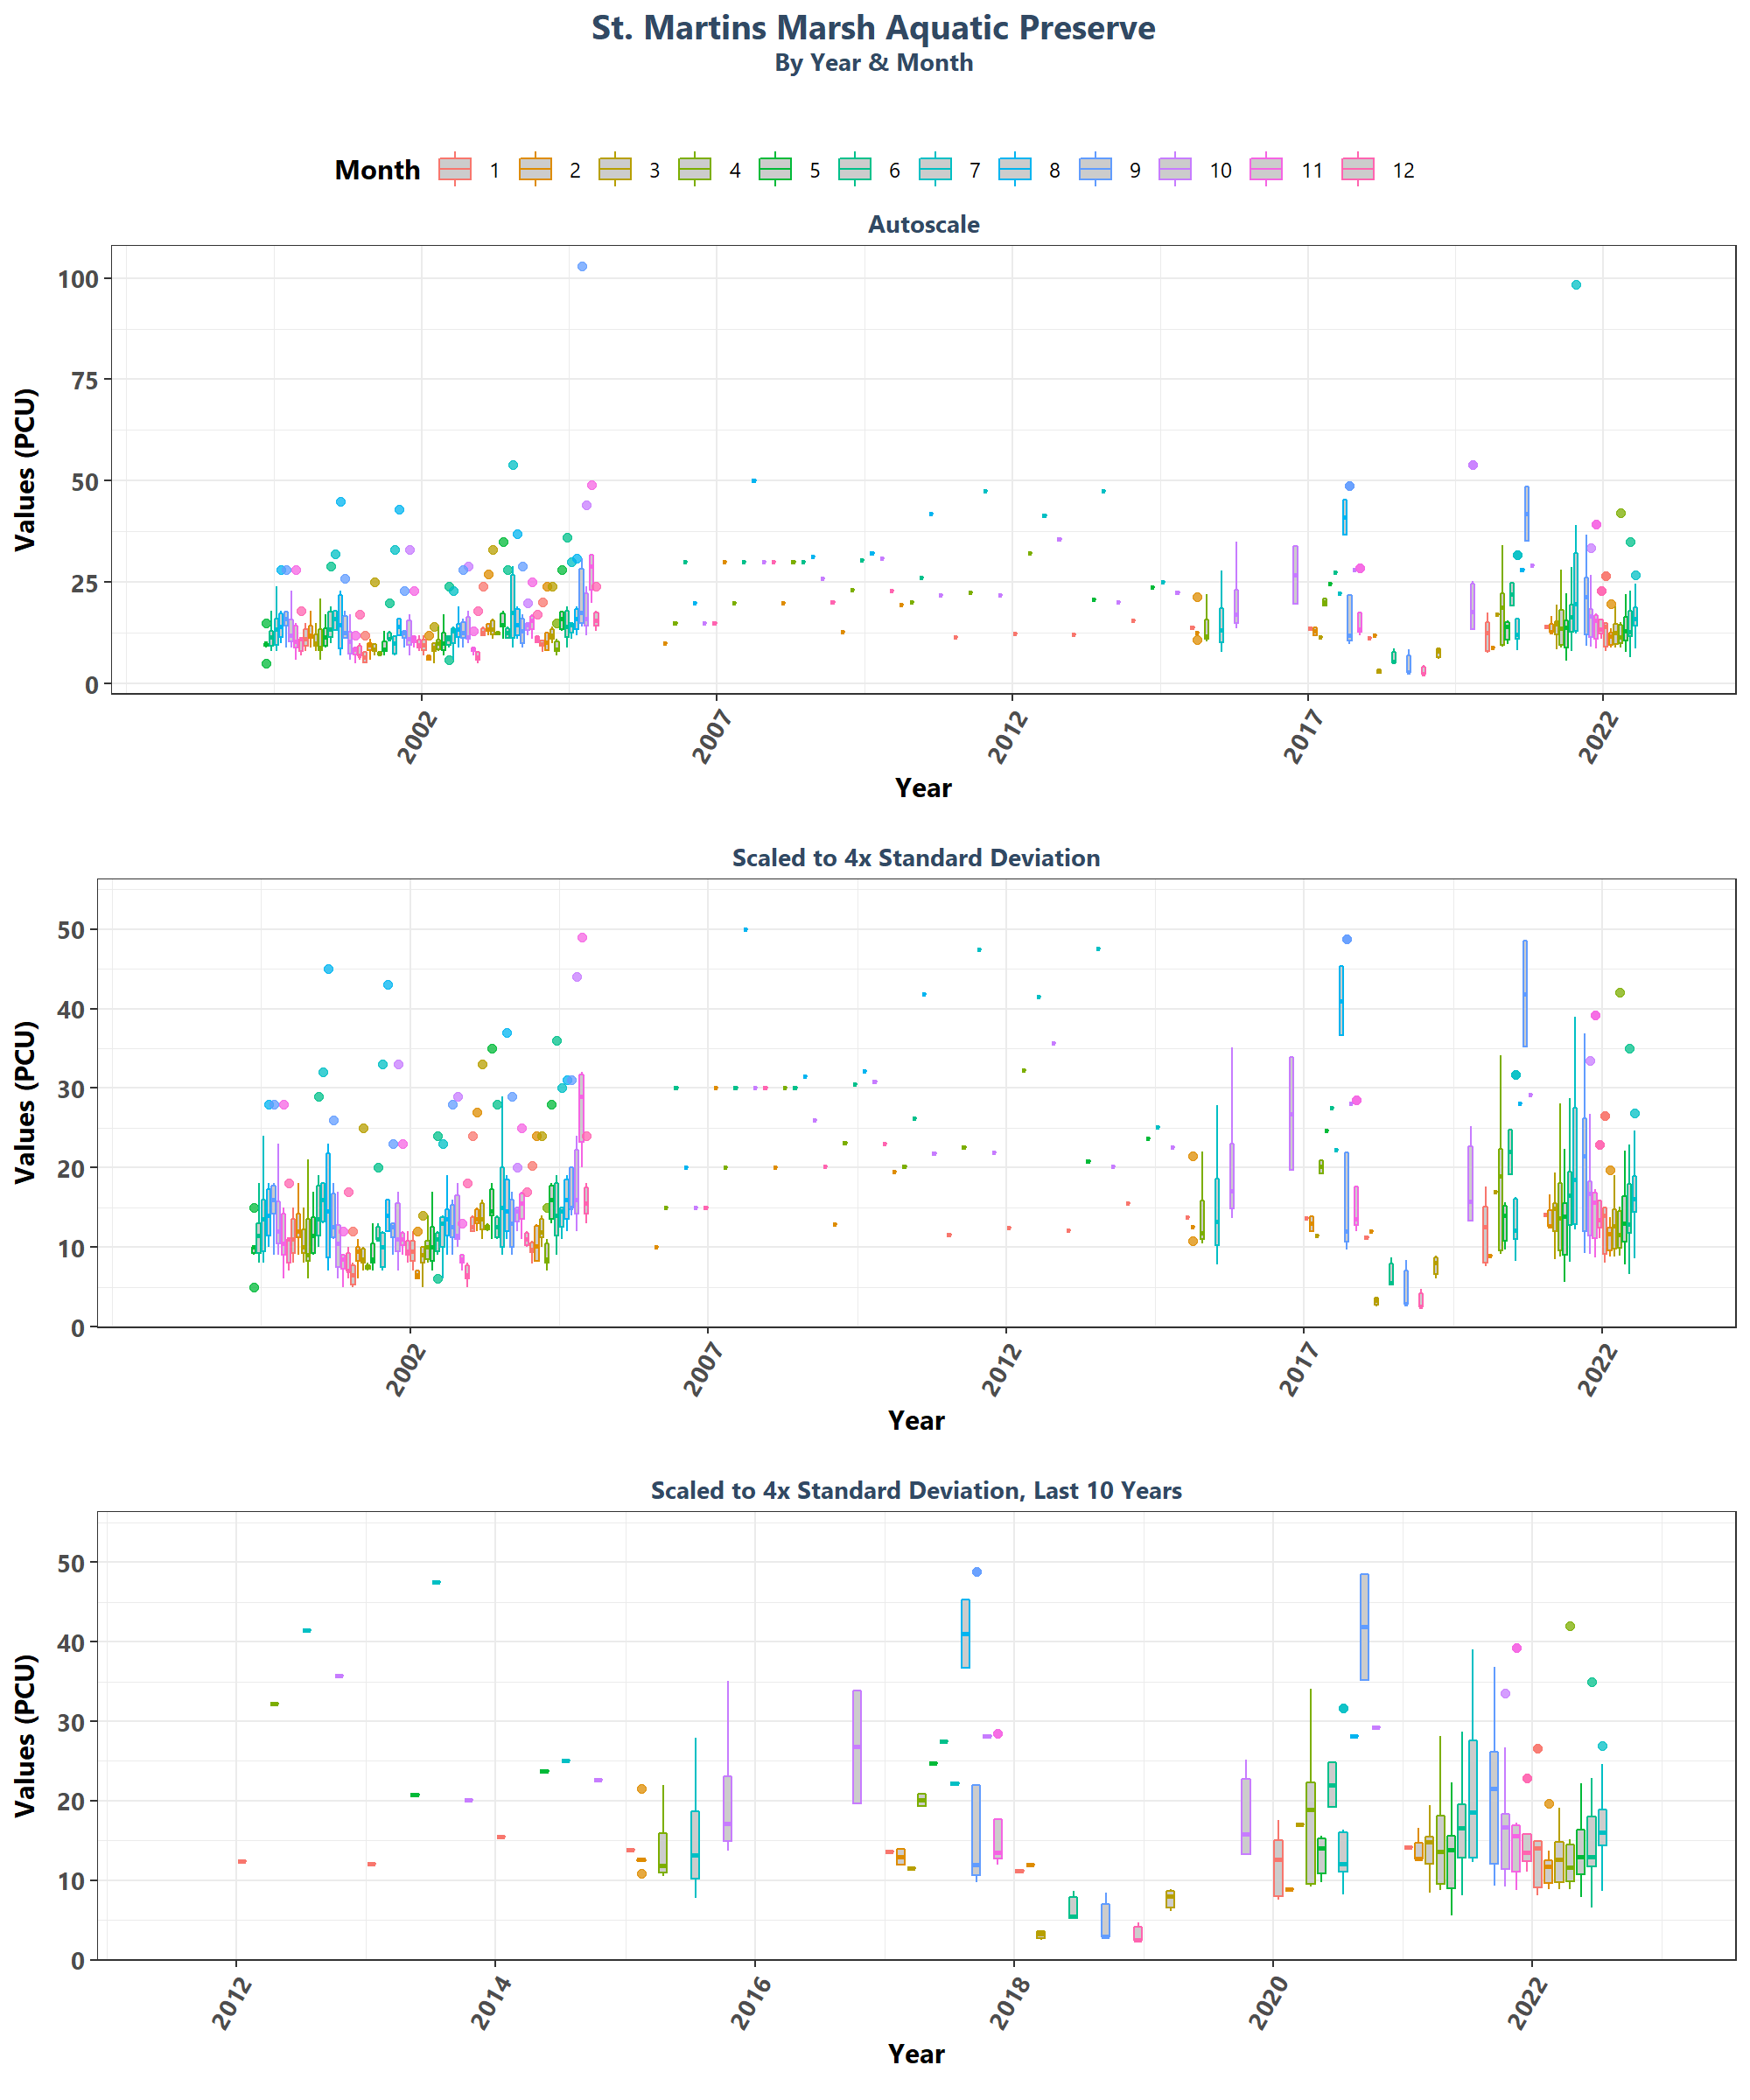 St. Martins Marsh Aquatic Preserve
By Year & Month
Month 1 2 3 4 5 6 7 8 9 10 11 12
Autoscale
Values (PCU)
100
75
50
25
0
2002 2007 2012 2017 2022
Year
Scaled to 4x Standard Deviation
Values (PCU)
50
40
30
20
10
0
2002 2007 2012 2017 2022
Year
Scaled to 4x Standard Deviation, Last 10 Years
Values (PCU)
50
40
30
20
10
0
2012 2014 2016 2018 2020 2022
Year